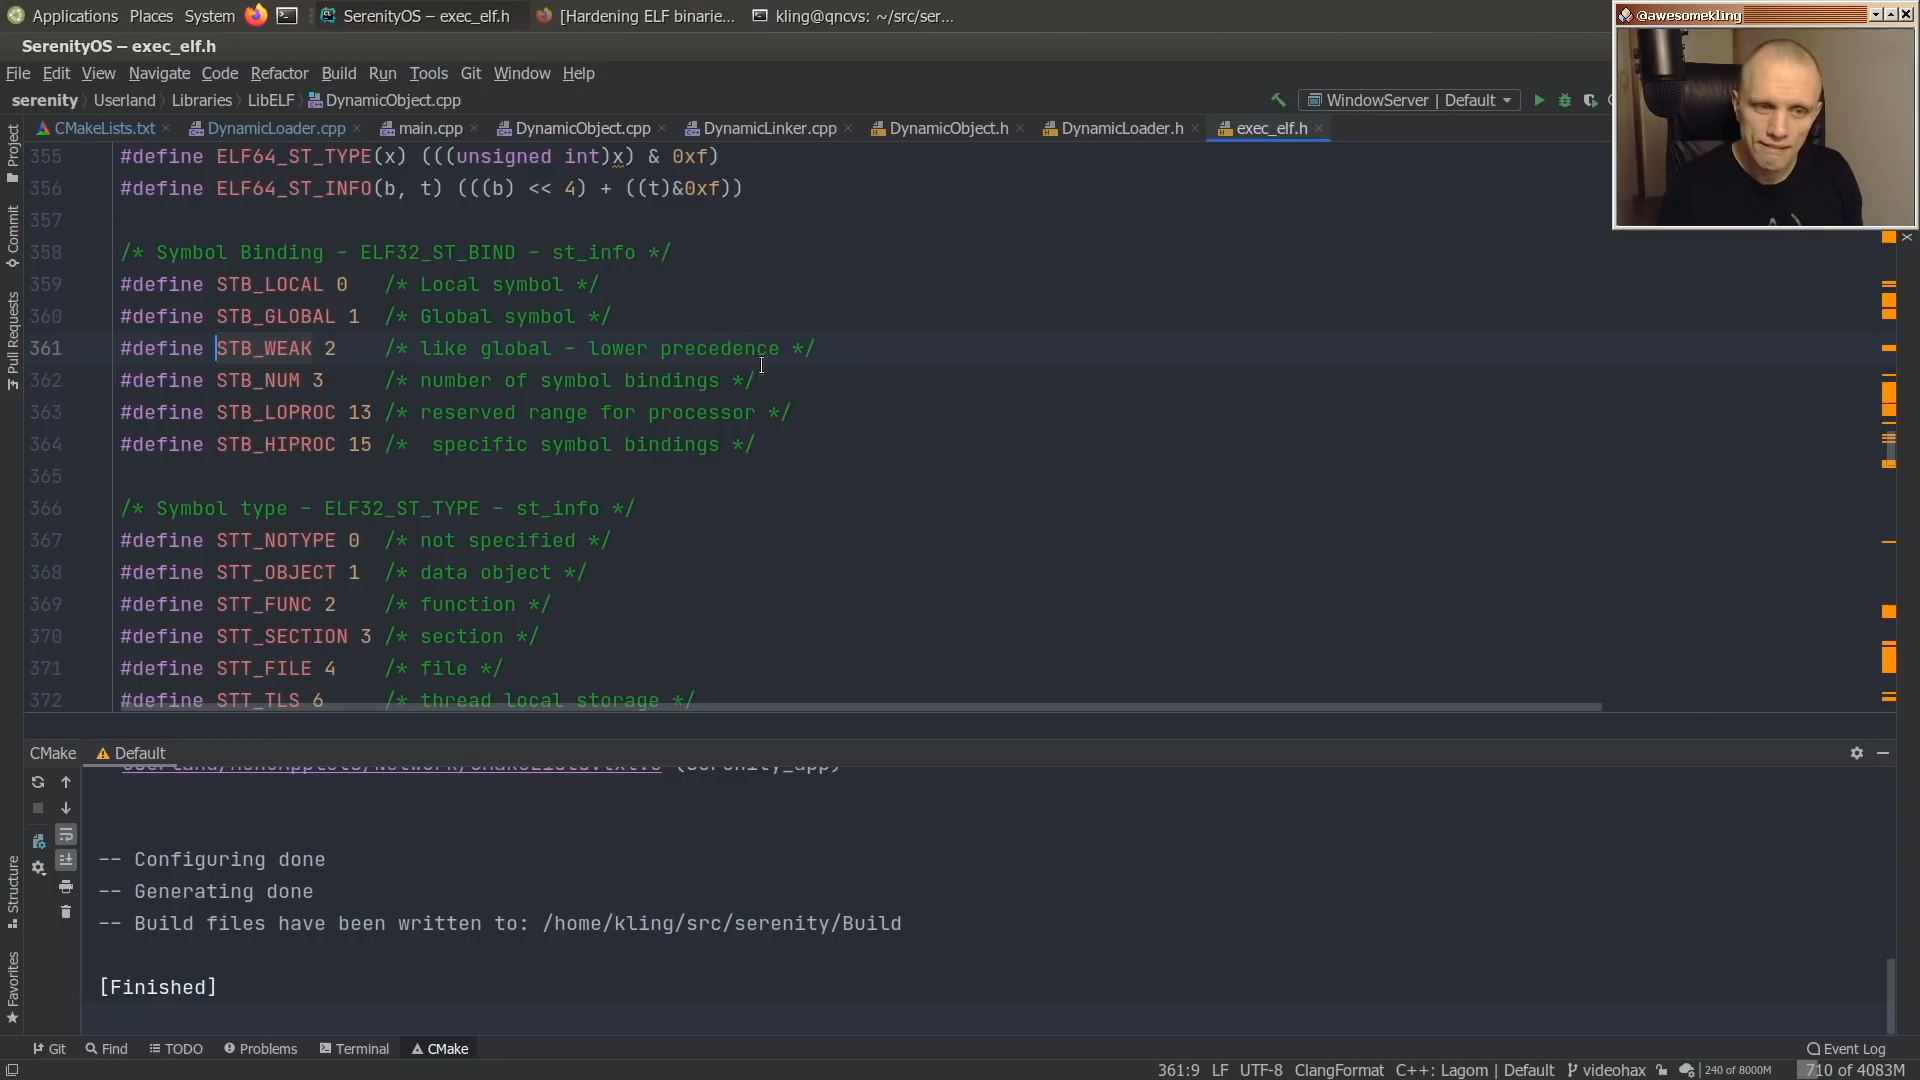 Applications Places System SerenityOS – exec_elf.h [Hardening ELF binarie... kling@qncvs: ~/src/ser...
@awesomekling
SerenityOS – exec_elf.h
File Edit View Navigate Code Refactor Build Run Tools Git Window Help
serenity Userland Libraries LibELF DynamicObject.cpp WindowServer | Default
CMakeLists.txt DynamicLoader.cpp main.cpp DynamicObject.cpp DynamicLinker.cpp DynamicObject.h DynamicLoader.h exec_elf.h
Project
Commit
Pull Requests
355 #define ELF64_ST_TYPE(x) (((unsigned int)x) & 0xf)
356 #define ELF64_ST_INFO(b, t) (((b) << 4) + ((t)&0xf))
357
358 /* Symbol Binding - ELF32_ST_BIND - st_info */
359 #define STB_LOCAL 0 /* Local symbol */
360 #define STB_GLOBAL 1 /* Global symbol */
361 #define STB_WEAK 2 /* like global - lower precedence */
362 #define STB_NUM 3 /* number of symbol bindings */
363 #define STB_LOPROC 13 /* reserved range for processor */
364 #define STB_HIPROC 15 /*  specific symbol bindings */
365
366 /* Symbol type - ELF32_ST_TYPE - st_info */
367 #define STT_NOTYPE 0 /* not specified */
368 #define STT_OBJECT 1 /* data object */
369 #define STT_FUNC 2 /* function */
370 #define STT_SECTION 3 /* section */
371 #define STT_FILE 4 /* file */
372 #define STT_TLS 6 /* thread local storage */
CMake Default
Structure
Favorites
-- Configuring done
-- Generating done
-- Build files have been written to: /home/kling/src/serenity/Build
[Finished]
Git Find TODO Problems Terminal CMake Event Log
361:9 LF UTF-8 ClangFormat C++: Lagom | Default videohax 240 of 8000M 710 of 4083M